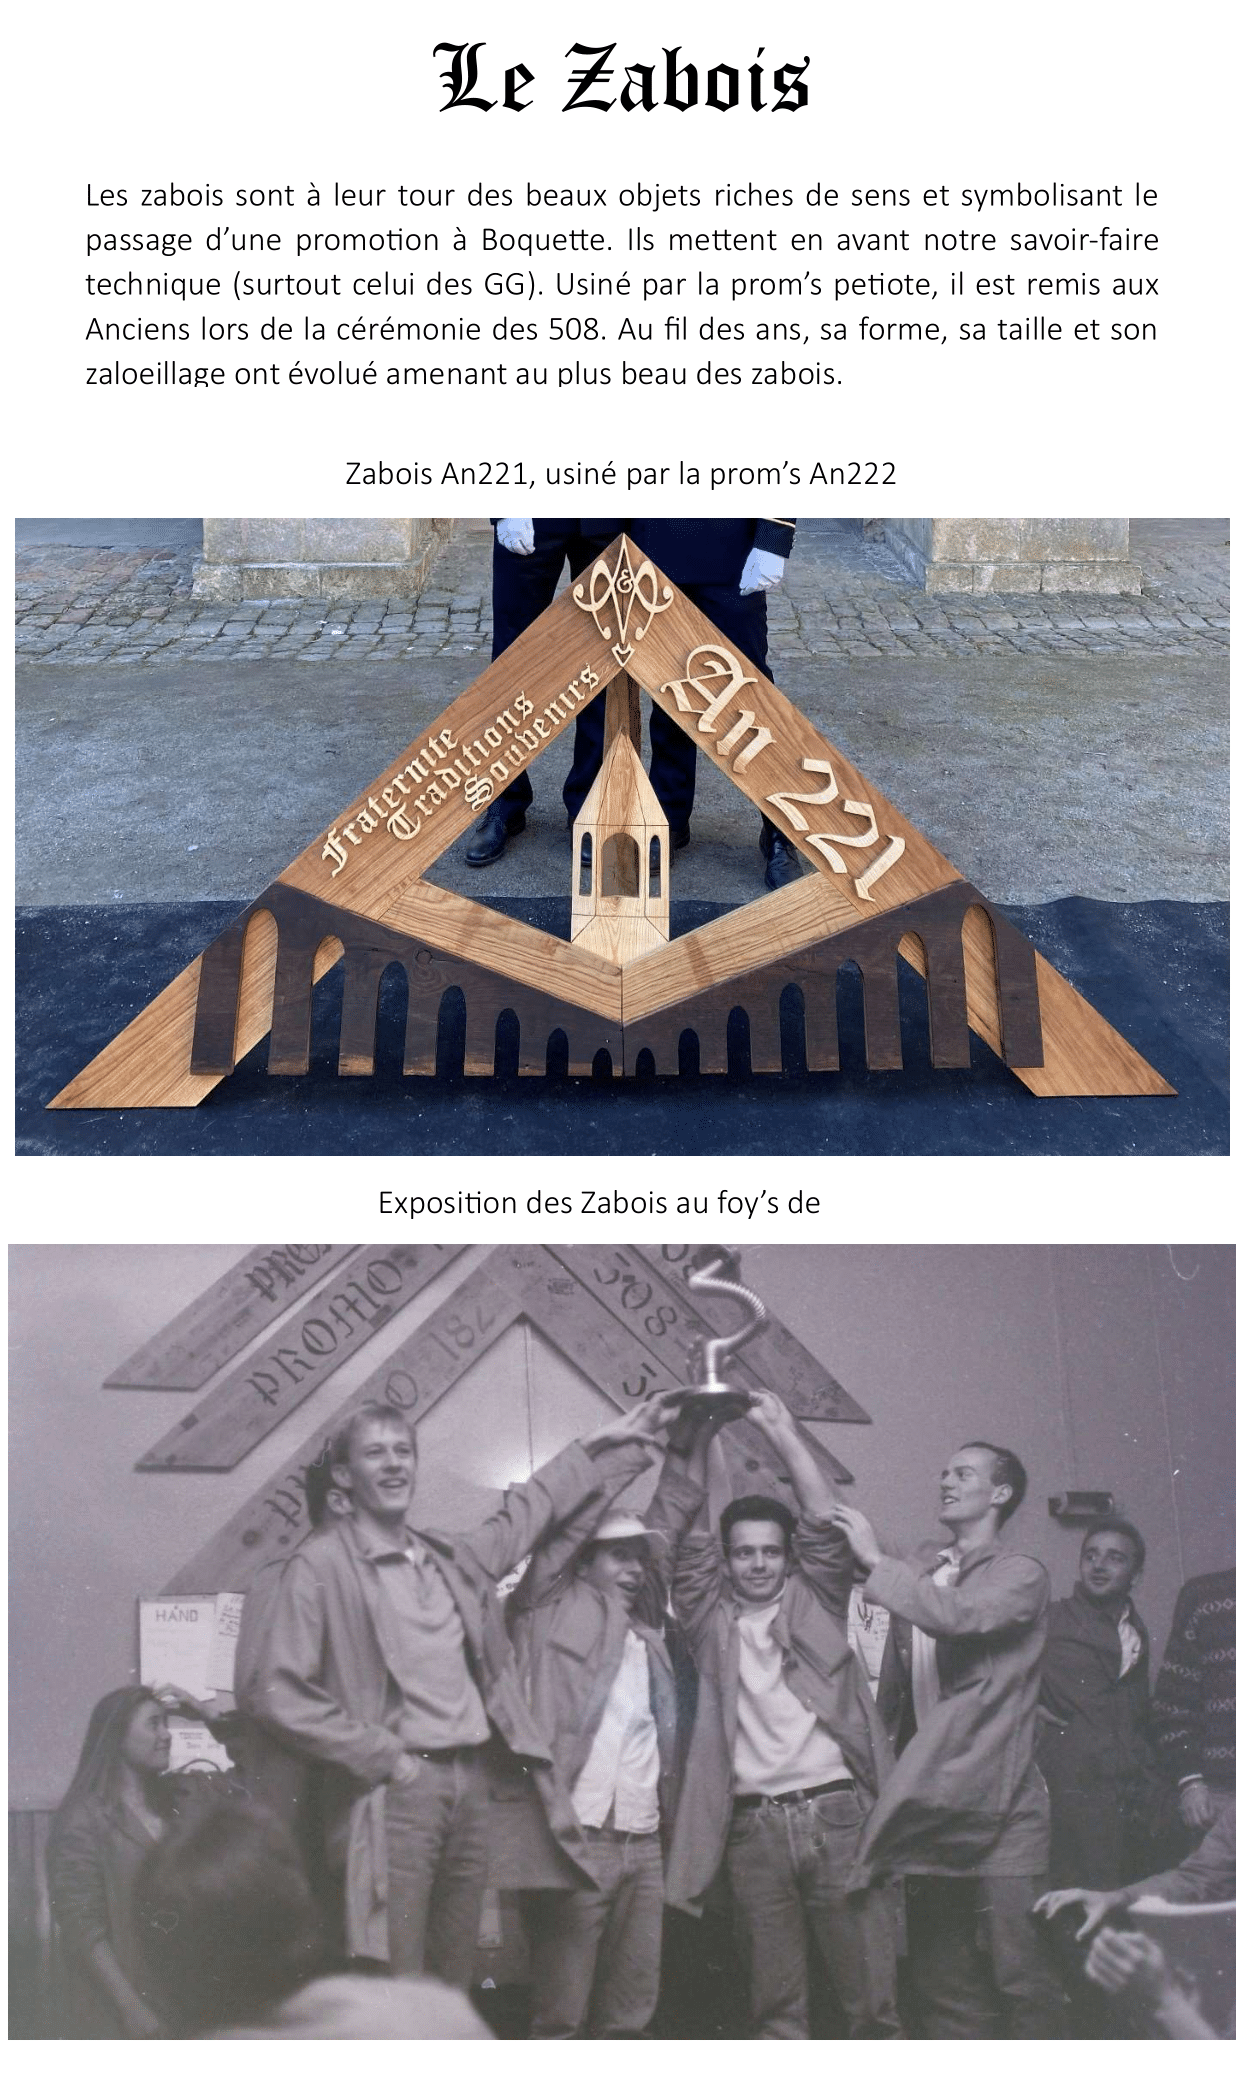 Le Zabois
Les zabois sont à leur tour des beaux objets riches de sens et symbolisant le
passage d’une promotion à Boquette. Ils mettent en avant notre savoir-faire
technique (surtout celui des GG). Usiné par la prom’s petiote, il est remis aux
Anciens lors de la cérémonie des 508. Au fil des ans, sa forme, sa taille et son
zaloeillage ont évolué amenant au plus beau des zabois.
Zabois An221, usiné par la prom’s An222
&
Fraternite
Traditions
Souvenirs
An 221
Exposition des Zabois au foy’s de
PROMO
187
508
HAND